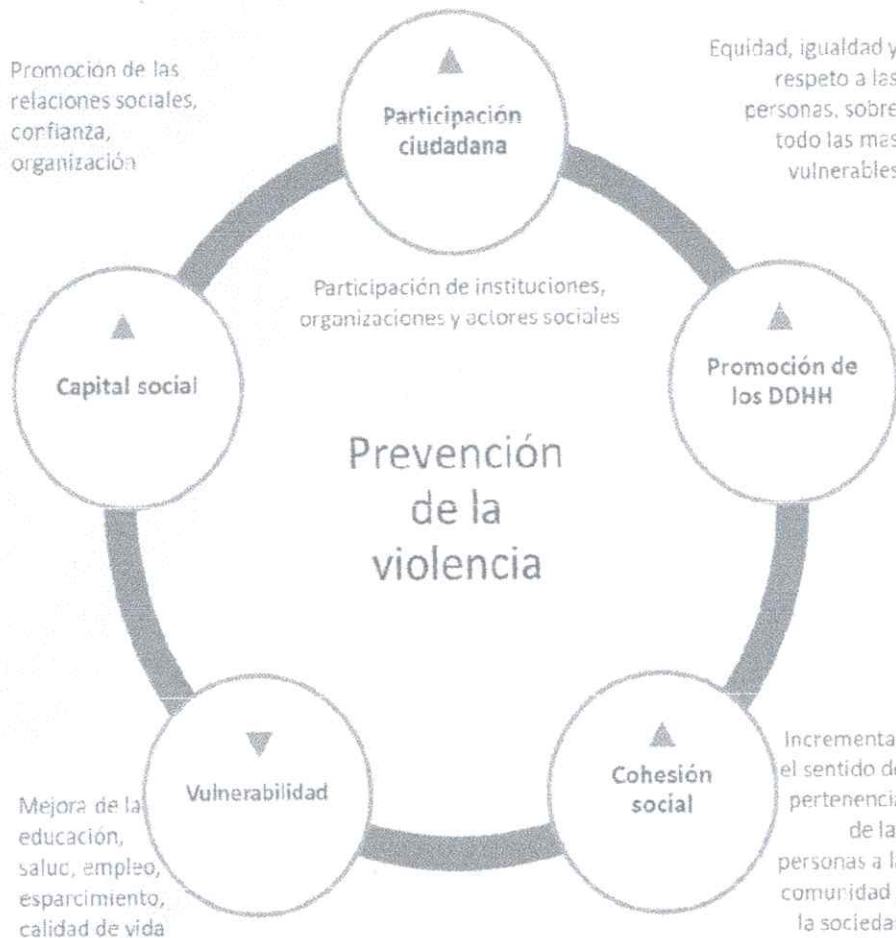 Promoción de las
relaciones sociales,
confianza,
organización
▲
Participación
ciudadana
Equidad, igualdad y
respeto a las
personas, sobre
todo las mas
vulnerables
Participación de instituciones,
organizaciones y actores sociales
▲
Capital social
▲
Promoción de
los DDHH
Prevención
de la
violencia
▼
Vulnerabilidad
Mejora de la
educación,
salud, empleo,
esparcimiento,
calidad de vida
▲
Cohesión
social
Incrementa
el sentido de
pertenencia
de la
personas a la
comunidad
la socieda